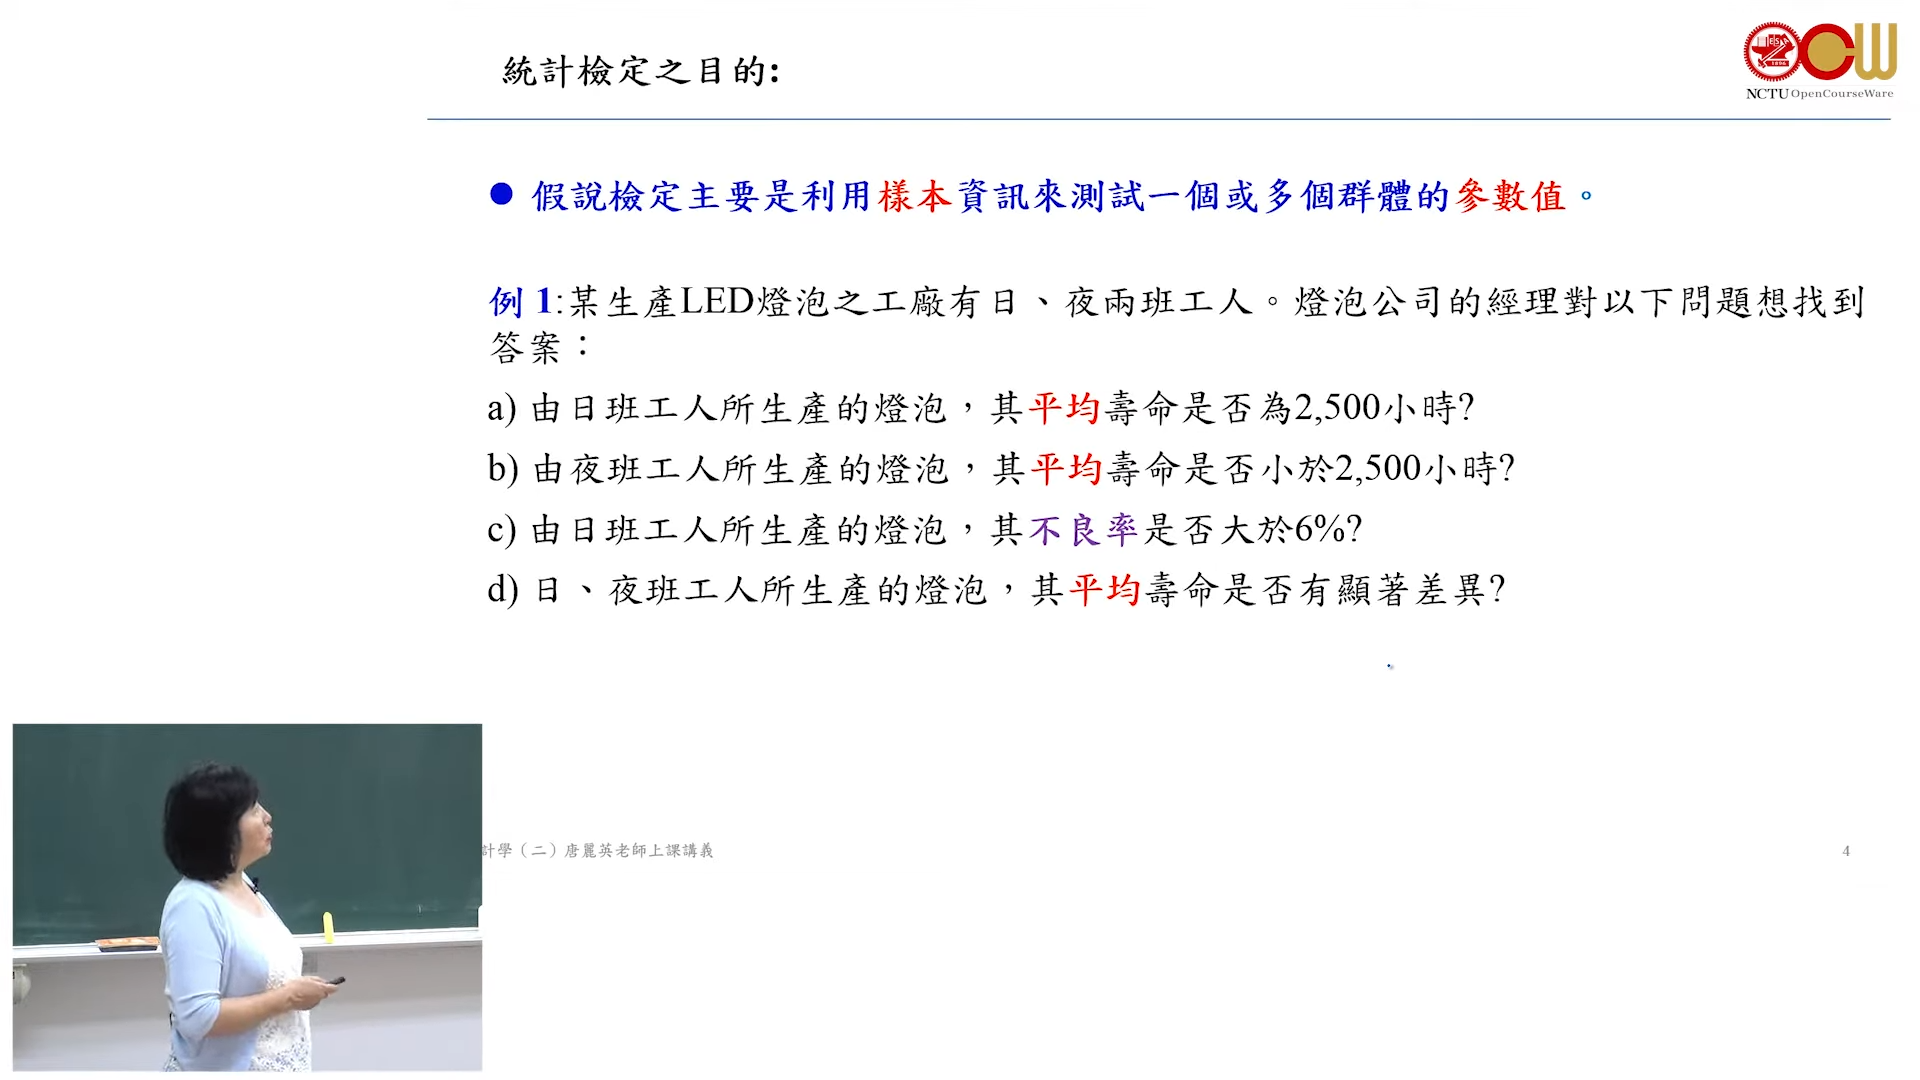 統計檢定之目的:
NCTU OpenCourseWare
假說檢定主要是利用樣本資訊來測試一個或多個群體的參數值。
例 1:某生產LED燈泡之工廠有日、夜兩班工人。燈泡公司的經理對以下問題想找到
答案：
a) 由日班工人所生產的燈泡，其平均壽命是否為2,500小時?
b) 由夜班工人所生產的燈泡，其平均壽命是否小於2,500小時?
c) 由日班工人所生產的燈泡，其不良率是否大於6%?
d) 日、夜班工人所生產的燈泡，其平均壽命是否有顯著差異?
計學（二）唐麗英老師上課講義
4